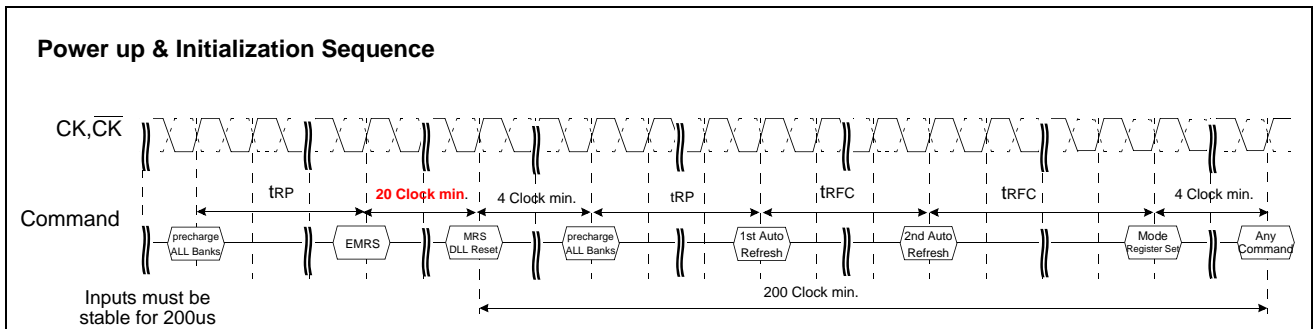 Power up & Initialization Sequence
CK,CK
tRP
20 Clock min.
4 Clock min.
tRP
tRFC
tRFC
4 Clock min.
Command
precharge
ALL Banks
EMRS
MRS
DLL Reset
precharge
ALL Banks
1st Auto
Refresh
2nd Auto
Refresh
Mode
Register Set
Any
Command
200 Clock min.
Inputs must be
stable for 200us